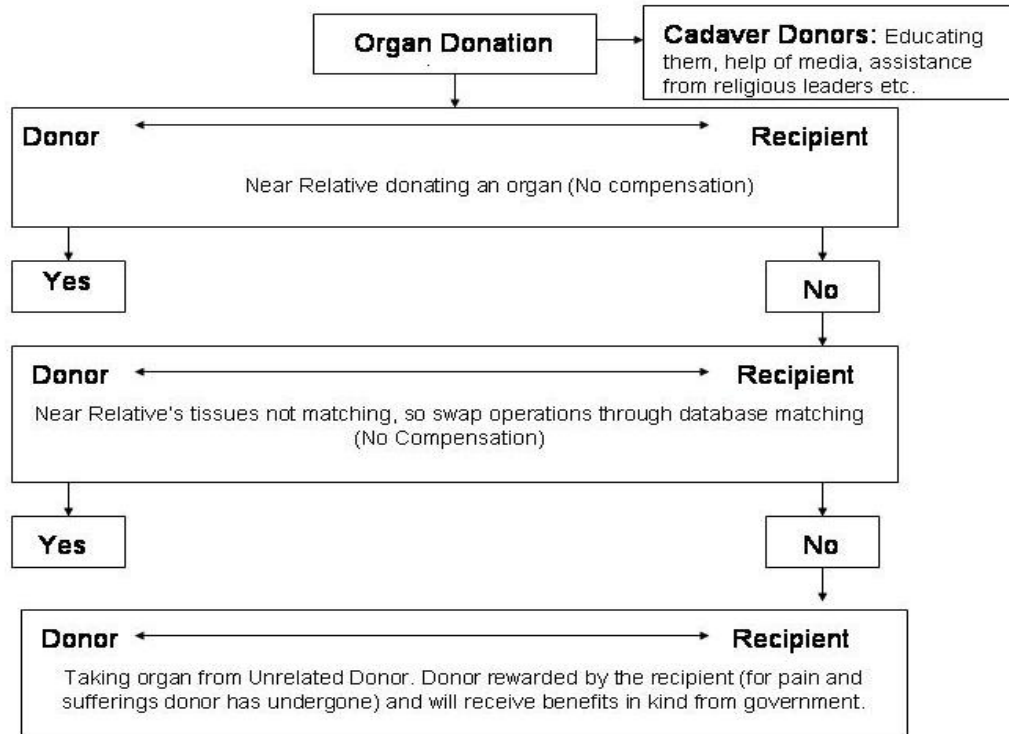 Organ Donation
Cadaver Donors: Educating
them, help of media, assistance
from religious leaders etc.
Donor Recipient
Near Relative donating an organ (No compensation)
Yes No
Donor Recipient
Near Relative's tissues not matching, so swap operations through database matching
(No Compensation)
Yes No
Donor Recipient
Taking organ from Unrelated Donor. Donor rewarded by the recipient (for pain and
sufferings donor has undergone) and will receive benefits in kind from government.